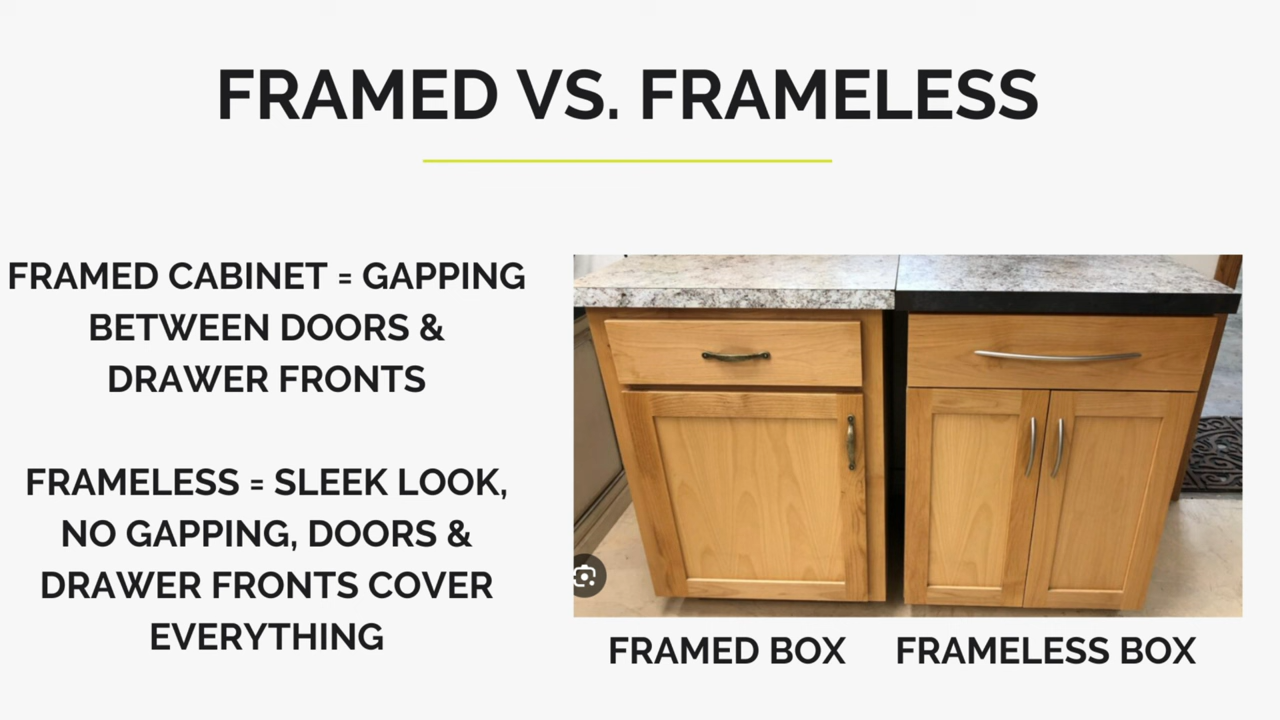 FRAMED VS. FRAMELESS
FRAMED CABINET = GAPPING
BETWEEN DOORS &
DRAWER FRONTS
FRAMELESS = SLEEK LOOK,
NO GAPPING, DOORS &
DRAWER FRONTS COVER
EVERYTHING
FRAMED BOX
FRAMELESS BOX